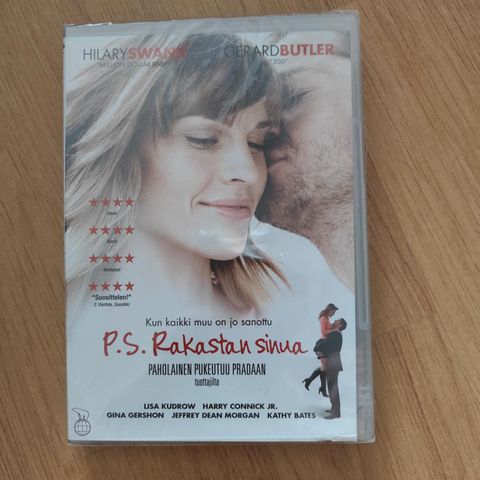 HILARY SWANK
"MILLION DOLLAR BABY"
GERARD BUTLER
"300"
★★★★
★★★★
★★★★
★★★★
"Suosittelen!"
Kun kaikki muu on jo sanottu
P.S. Rakastan sinua
PAHOLAINEN PUKEUTUU PRADAAN
tuottajilta
LISA KUDROW HARRY CONNICK JR.
GINA GERSHON JEFFREY DEAN MORGAN KATHY BATES